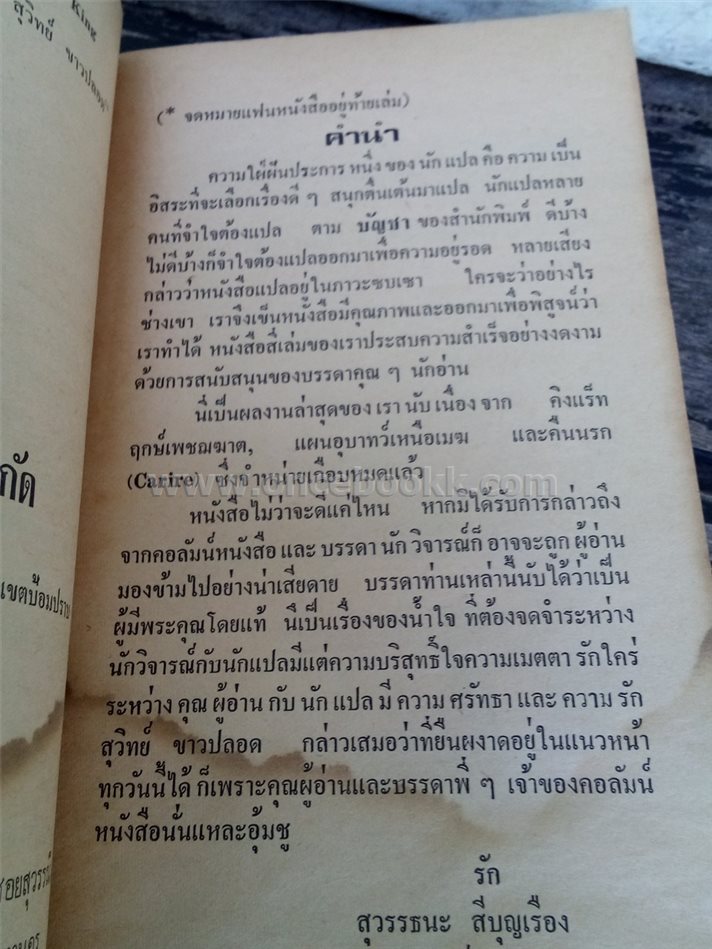 King
สุวิทย์ ขาวปลอด
(* จดหมายแฟนหนังสืออยู่ท้ายเล่ม)
คำนำ
ความใฝ่ฝันประการ หนึ่ง ของ นัก แปล คือ ความ เป็น
อิสระที่จะเลือกเรื่องดี ๆ สนุกตื่นเต้นมาแปล นักแปลหลาย
คนที่จำใจต้องแปล ตาม บัญชา ของสำนักพิมพ์ ดีบ้าง
ไม่ดีบ้างก็จำใจต้องแปลออกมาเพื่อความอยู่รอด หลายเสียง
กล่าวว่าหนังสือแปลอยู่ในภาวะซบเซา ใครจะว่าอย่างไร
ช่างเขา เราจึงเข็นหนังสือมีคุณภาพและออกมาเพื่อพิสูจน์ว่า
เราทำได้ หนังสือสี่เล่มของเราประสบความสำเร็จอย่างงดงาม
ด้วยการสนับสนุนของบรรดาคุณ ๆ นักอ่าน
นี่เป็นผลงานล่าสุดของ เรา นับ เนื่อง จาก คิงแร็ท
ฤกษ์เพชฌฆาต, แผนอุบาทว์เหนือเมฆ และคืนนรก
(Carire) ซึ่งจำหน่ายเกือบหมดแล้ว
www.oncebookk.com
หนังสือไม่ว่าจะดีแค่ไหน หากมิได้รับการกล่าวถึง
จากคอลัมน์หนังสือ และ บรรดา นัก วิจารณ์ก็ อาจจะถูก ผู้อ่าน
มองข้ามไปอย่างน่าเสียดาย บรรดาท่านเหล่านี้นับได้ว่าเป็น
ผู้มีพระคุณโดยแท้ นี่เป็นเรื่องของน้ำใจ ที่ต้องจดจำระหว่าง
นักวิจารณ์กับนักแปลมีแต่ความบริสุทธิ์ใจความเมตตา รักใคร่
ระหว่าง คุณ ผู้อ่าน กับ นัก แปล มี ความ ศรัทธา และ ความ รัก
สุวิทย์ ขาวปลอด กล่าวเสมอว่าที่ยืนผงาดอยู่ในแนวหน้า
ทุกวันนี้ได้ ก็เพราะคุณผู้อ่านและบรรดาพี่ ๆ เจ้าของคอลัมน์
หนังสือนั่นแหละอุ้มชู
รัก
สุวรรธนะ สีบุญเรือง
กัด
เขตป้อมปราบ